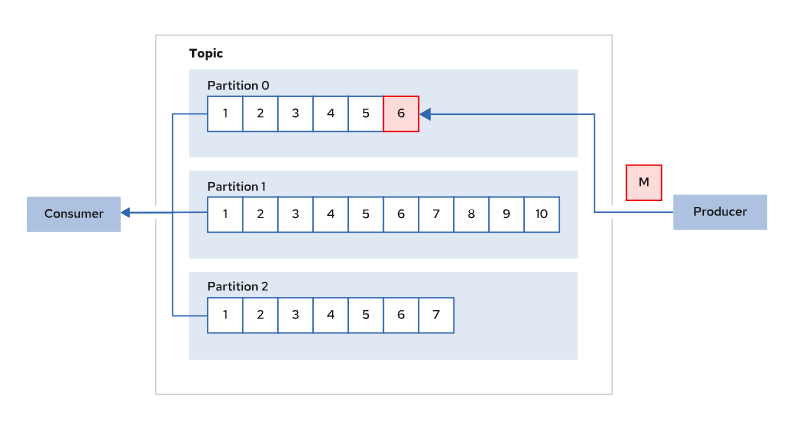 Topic
Partition 0
1 2 3 4 5 6
M
Partition 1
1 2 3 4 5 6 7 8 9 10
Consumer
Producer
Partition 2
1 2 3 4 5 6 7